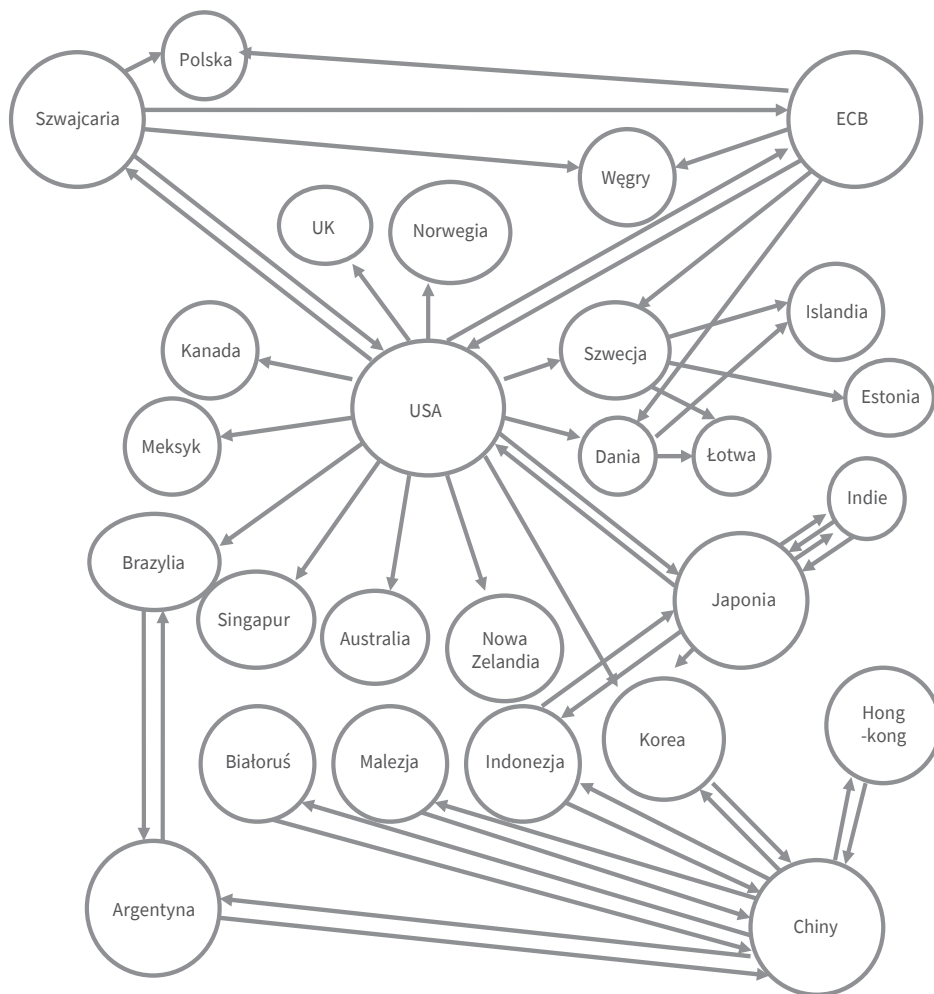 Polska
Szwajcaria
ECB
Węgry
UK
Norwegia
Islandia
Kanada
Szwecja
Estonia
USA
Meksyk
Dania
Łotwa
Indie
Brazylia
Japonia
Singapur
Australia
Nowa
Zelandia
Hong
-kong
Korea
Białoruś
Malezja
Indonezja
Argentyna
Chiny